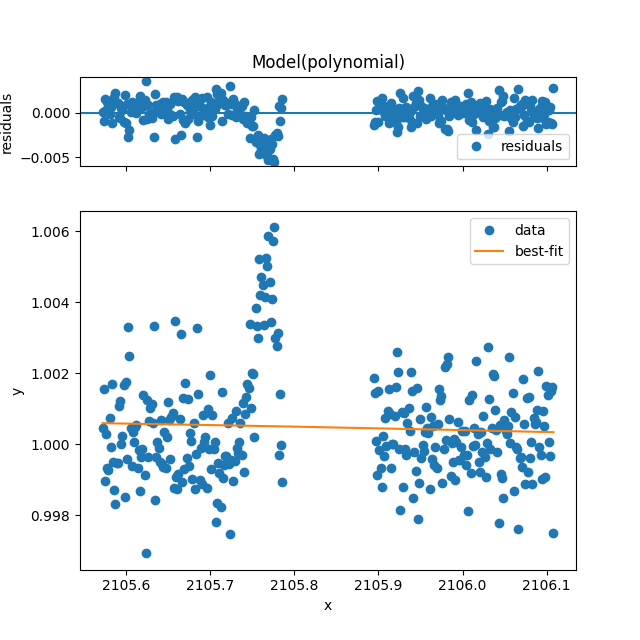 Model(polynomial)
residuals
0.000
−0.005
residuals
y
1.006
1.004
1.002
1.000
0.998
data
best-fit
2105.6 2105.7 2105.8 2105.9 2106.0 2106.1
x